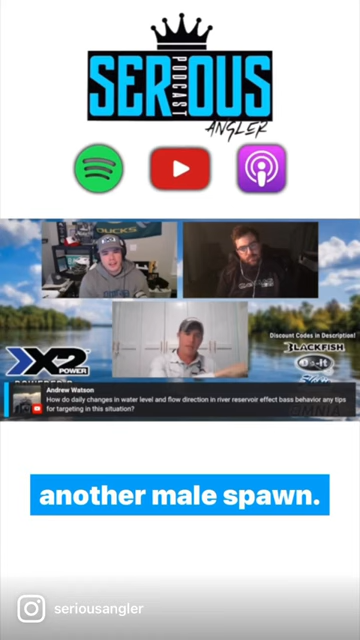 SERIOUS
PODCAST
ANGLER
DUCKS
Discount Codes in Description!
X2
POWER
BLACKFISH
Andrew Watson
How do daily changes in water level and flow direction in river reservoir effect bass behavior any tips
for targeting in this situation?
another male spawn.
seriousangler